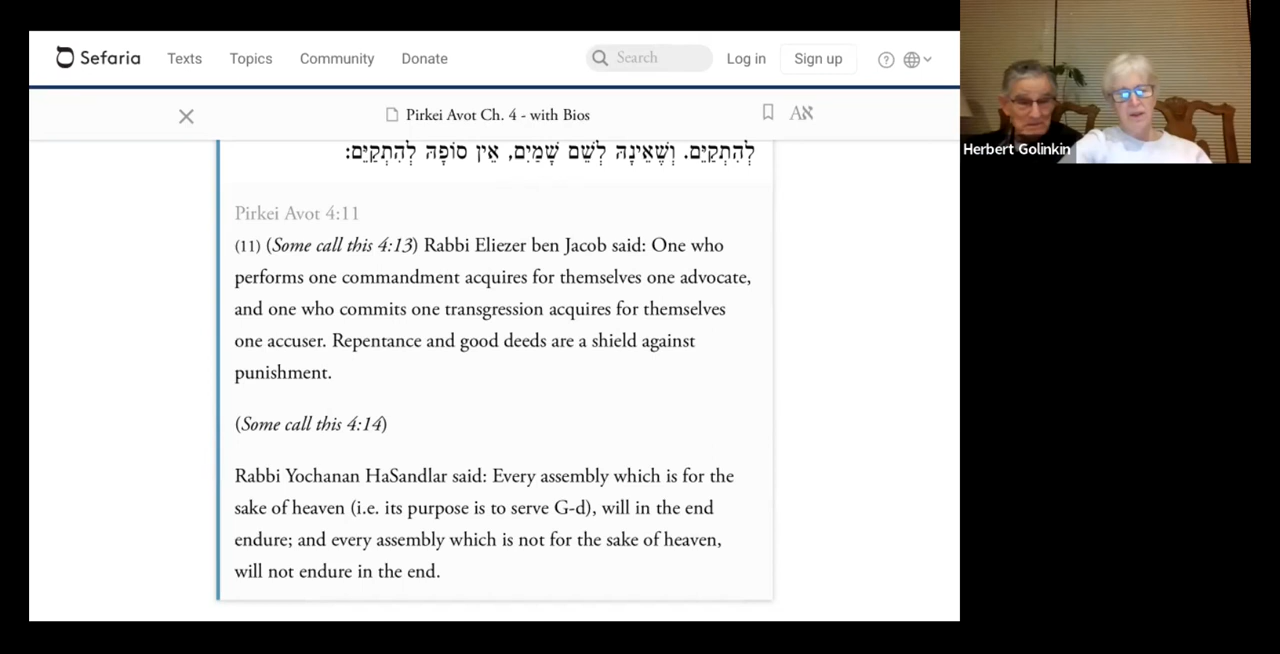 Sefaria Texts Topics Community Donate Search Log in Sign up
Pirkei Avot Ch. 4 - with Bios
לְהִתְקַיֵּם. וְשֶׁאֵינָהּ לְשֵׁם שָׁמַיִם, אֵין סוֹפָהּ לְהִתְקַיֵּם:
Pirkei Avot 4:11
(11) (Some call this 4:13) Rabbi Eliezer ben Jacob said: One who
performs one commandment acquires for themselves one advocate,
and one who commits one transgression acquires for themselves
one accuser. Repentance and good deeds are a shield against
punishment.
(Some call this 4:14)
Rabbi Yochanan HaSandlar said: Every assembly which is for the
sake of heaven (i.e. its purpose is to serve G-d), will in the end
endure; and every assembly which is not for the sake of heaven,
will not endure in the end.
Herbert Golinkin